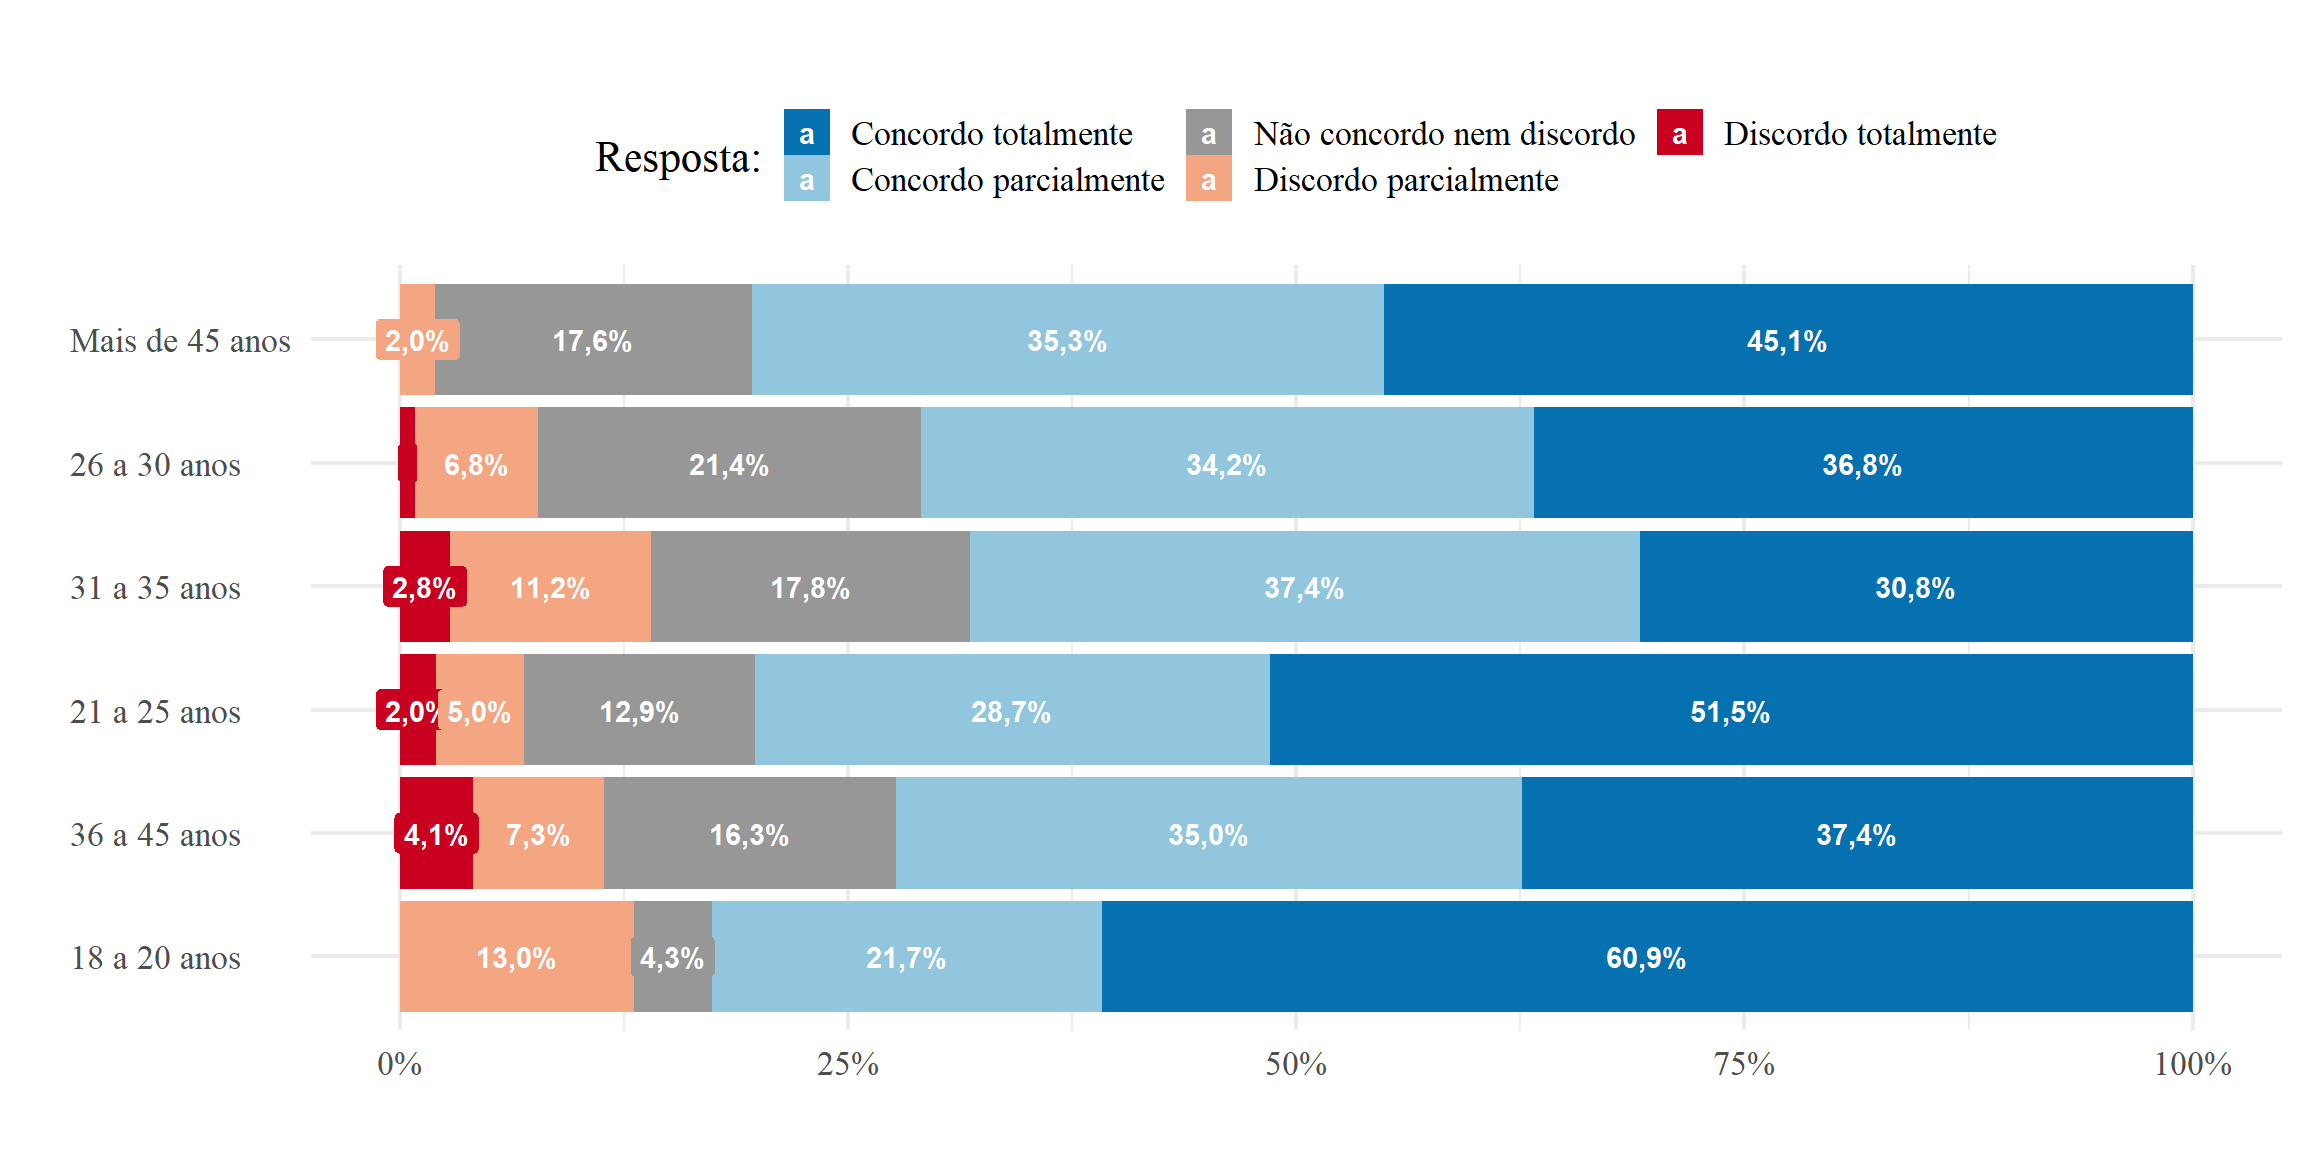 Resposta:
a Concordo totalmente a Não concordo nem discordo a Discordo totalmente
a Concordo parcialmente a Discordo parcialmente
Mais de 45 anos 2,0% 17,6% 35,3% 45,1%
26 a 30 anos 6,8% 21,4% 34,2% 36,8%
31 a 35 anos 2,8% 11,2% 17,8% 37,4% 30,8%
21 a 25 anos 2,0% 5,0% 12,9% 28,7% 51,5%
36 a 45 anos 4,1% 7,3% 16,3% 35,0% 37,4%
18 a 20 anos 13,0% 4,3% 21,7% 60,9%
0% 25% 50% 75% 100%